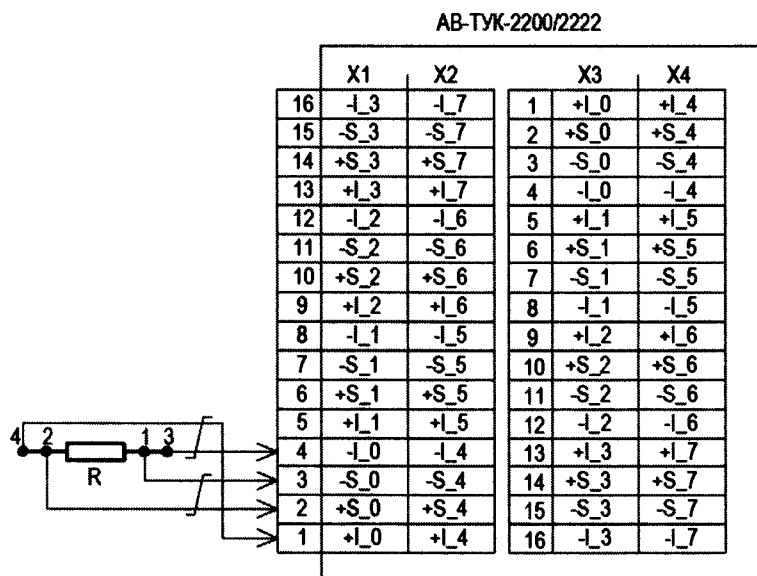 АВ-ТУК-2200/2222
X1 X2 X3 X4
16 -I_3 -I_7 1 +I_0 +I_4
15 -S_3 -S_7 2 +S_0 +S_4
14 +S_3 +S_7 3 -S_0 -S_4
13 +I_3 +I_7 4 -I_0 -I_4
12 -I_2 -I_6 5 +I_1 +I_5
11 -S_2 -S_6 6 +S_1 +S_5
10 +S_2 +S_6 7 -S_1 -S_5
9 +I_2 +I_6 8 -I_1 -I_5
8 -I_1 -I_5 9 +I_2 +I_6
7 -S_1 -S_5 10 +S_2 +S_6
6 +S_1 +S_5 11 -S_2 -S_6
5 +I_1 +I_5 12 -I_2 -I_6
4 2 1 3 4 -I_0 -I_4 13 +I_3 +I_7
R 3 -S_0 -S_4 14 +S_3 +S_7
2 +S_0 +S_4 15 -S_3 -S_7
1 +I_0 +I_4 16 -I_3 -I_7